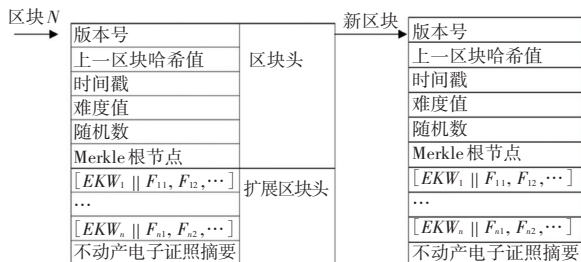 区块N
版本号
上一区块哈希值
时间戳
难度值
随机数
Merkle根节点
[EKW₁ || F₁₁, F₁₂,…]
…
[EKWₙ || Fₙ₁, Fₙ₂,…]
不动产电子证照摘要
区块头
扩展区块头
新区块
版本号
上一区块哈希值
时间戳
难度值
随机数
Merkle根节点
[EKW₁ || F₁₁, F₁₂,…]
…
[EKWₙ || Fₙ₁, Fₙ₂,…]
不动产电子证照摘要